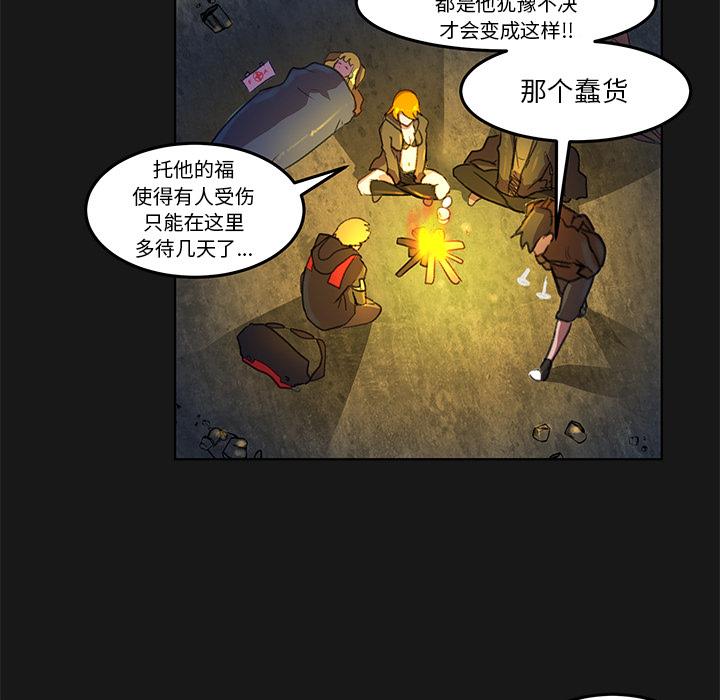 都是他犹豫不决
才会变成这样!!
那个蠢货
托他的福
使得有人受伤
只能在这里
多待几天了...